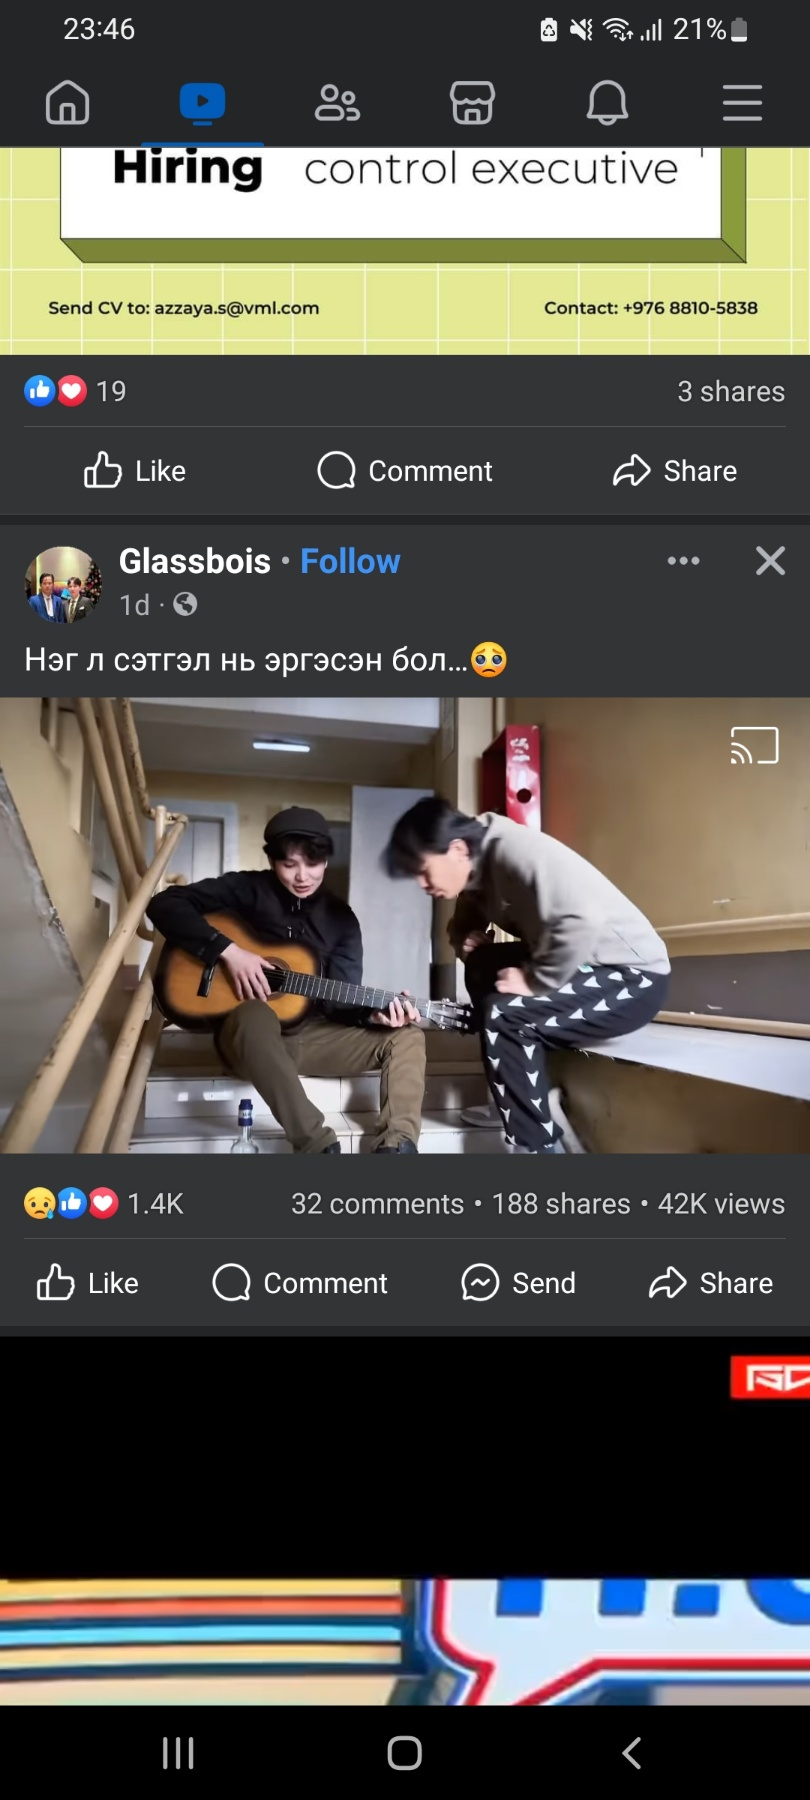 23:46
21%
Hiring control executive
Send CV to: azzaya.s@vml.com
Contact: +976 8810-5838
19
3 shares
Like
Comment
Share
Glassbois • Follow
1d ·
Нэг л сэтгэл нь эргэсэн бол...🥺
1.4K
32 comments • 188 shares • 42K views
Like
Comment
Send
Share